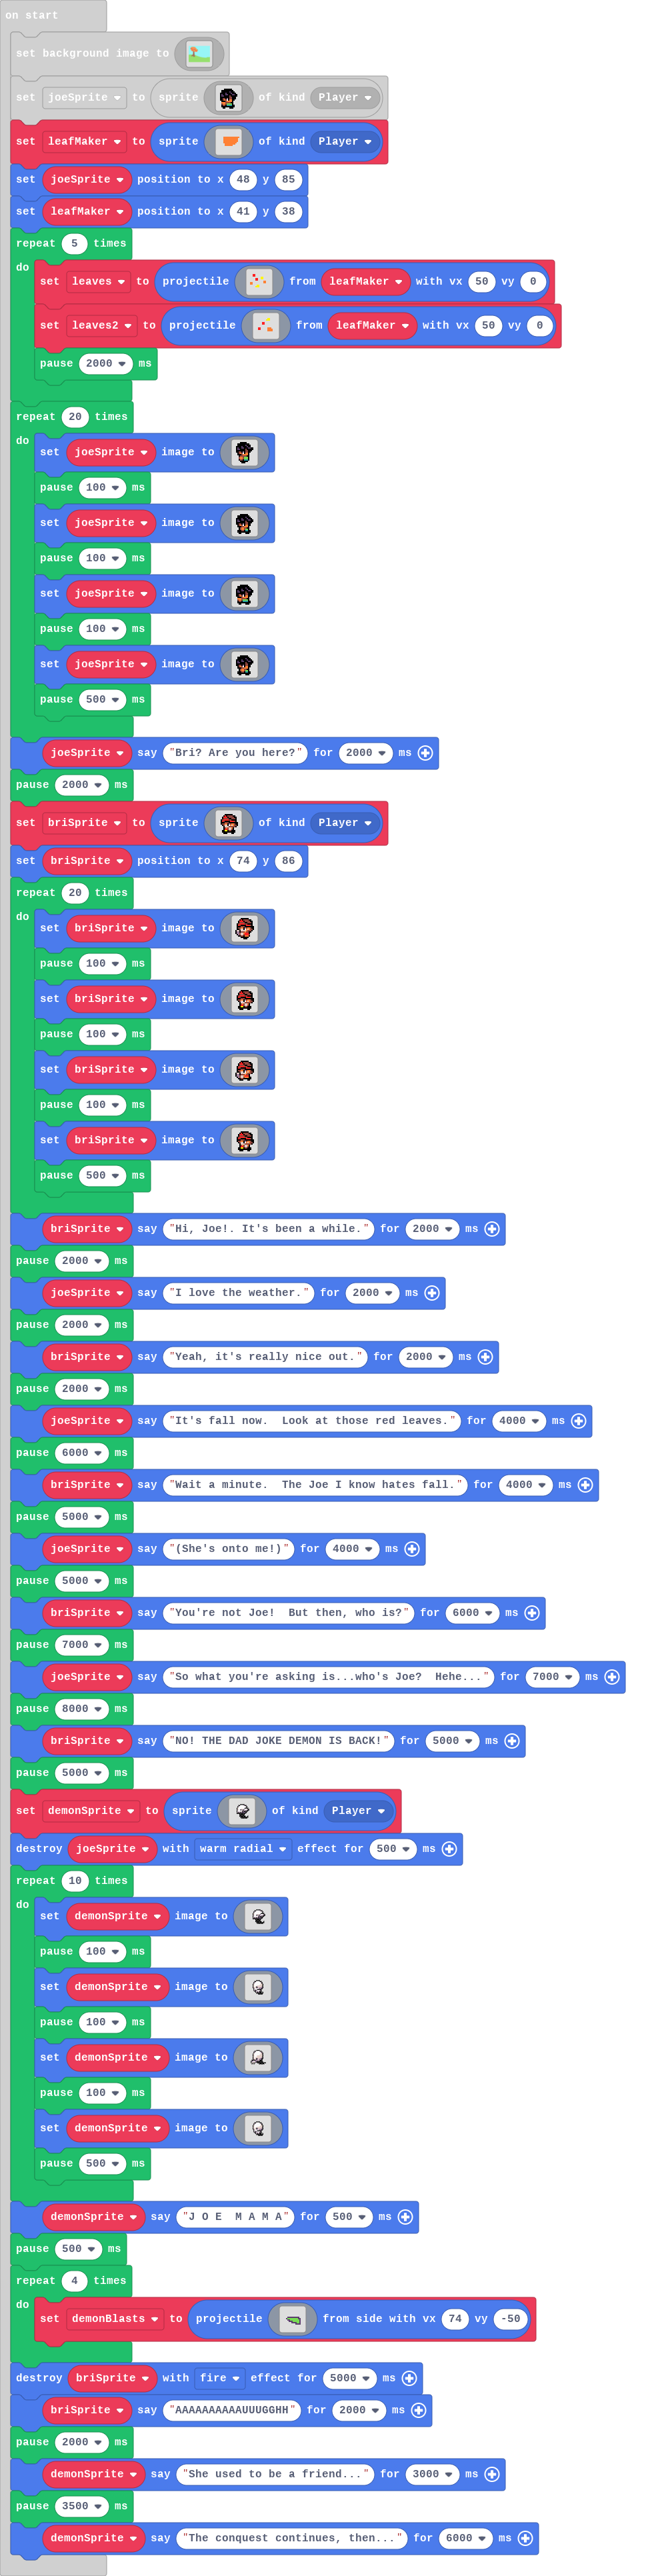 on start
set background image to
set joeSprite to sprite of kind Player
set leafMaker to sprite of kind Player
set joeSprite position to x 48 y 85
set leafMaker position to x 41 y 38
repeat 5 times
do set leaves to projectile from leafMaker with vx 50 vy 0
set leaves2 to projectile from leafMaker with vx 50 vy 0
pause 2000 ms
repeat 20 times
do set joeSprite image to
pause 100 ms
set joeSprite image to
pause 100 ms
set joeSprite image to
pause 100 ms
set joeSprite image to
pause 500 ms
joeSprite say "Bri? Are you here?" for 2000 ms
pause 2000 ms
set briSprite to sprite of kind Player
set briSprite position to x 74 y 86
repeat 20 times
do set briSprite image to
pause 100 ms
set briSprite image to
pause 100 ms
set briSprite image to
pause 100 ms
set briSprite image to
pause 500 ms
briSprite say "Hi, Joe!. It's been a while." for 2000 ms
pause 2000 ms
joeSprite say "I love the weather." for 2000 ms
pause 2000 ms
briSprite say "Yeah, it's really nice out." for 2000 ms
pause 2000 ms
joeSprite say "It's fall now.  Look at those red leaves." for 4000 ms
pause 6000 ms
briSprite say "Wait a minute.  The Joe I know hates fall." for 4000 ms
pause 5000 ms
joeSprite say "(She's onto me!)" for 4000 ms
pause 5000 ms
briSprite say "You're not Joe!  But then, who is?" for 6000 ms
pause 7000 ms
joeSprite say "So what you're asking is...who's Joe?  Hehe..." for 7000 ms
pause 8000 ms
briSprite say "NO! THE DAD JOKE DEMON IS BACK!" for 5000 ms
pause 5000 ms
set demonSprite to sprite of kind Player
destroy joeSprite with warm radial effect for 500 ms
repeat 10 times
do set demonSprite image to
pause 100 ms
set demonSprite image to
pause 100 ms
set demonSprite image to
pause 100 ms
set demonSprite image to
pause 500 ms
demonSprite say "J O E  M A M A" for 500 ms
pause 500 ms
repeat 4 times
do set demonBlasts to projectile from side with vx 74 vy -50
destroy briSprite with fire effect for 5000 ms
briSprite say "AAAAAAAAAAUUUGGHH" for 2000 ms
pause 2000 ms
demonSprite say "She used to be a friend..." for 3000 ms
pause 3500 ms
demonSprite say "The conquest continues, then..." for 6000 ms